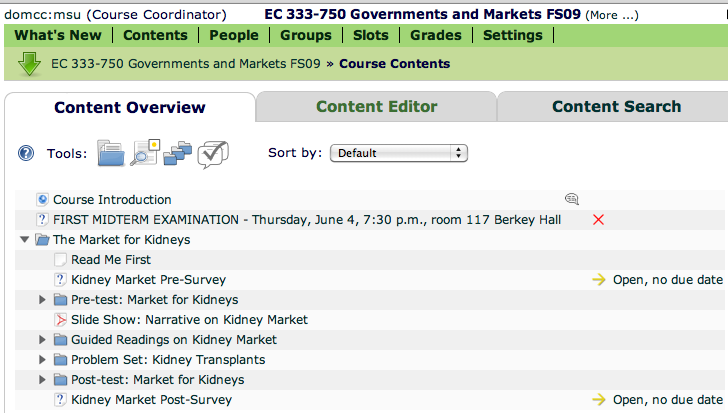 domcc:msu (Course Coordinator) EC 333-750 Governments and Markets FS09 (More ...)
What's New Contents People Groups Slots Grades Settings
EC 333-750 Governments and Markets FS09 » Course Contents
Content Overview Content Editor Content Search
Tools: Sort by: Default
Course Introduction
FIRST MIDTERM EXAMINATION - Thursday, June 4, 7:30 p.m., room 117 Berkey Hall
The Market for Kidneys
Read Me First
Kidney Market Pre-Survey Open, no due date
Pre-test: Market for Kidneys
Slide Show: Narrative on Kidney Market
Guided Readings on Kidney Market
Problem Set: Kidney Transplants
Post-test: Market for Kidneys
Kidney Market Post-Survey Open, no due date